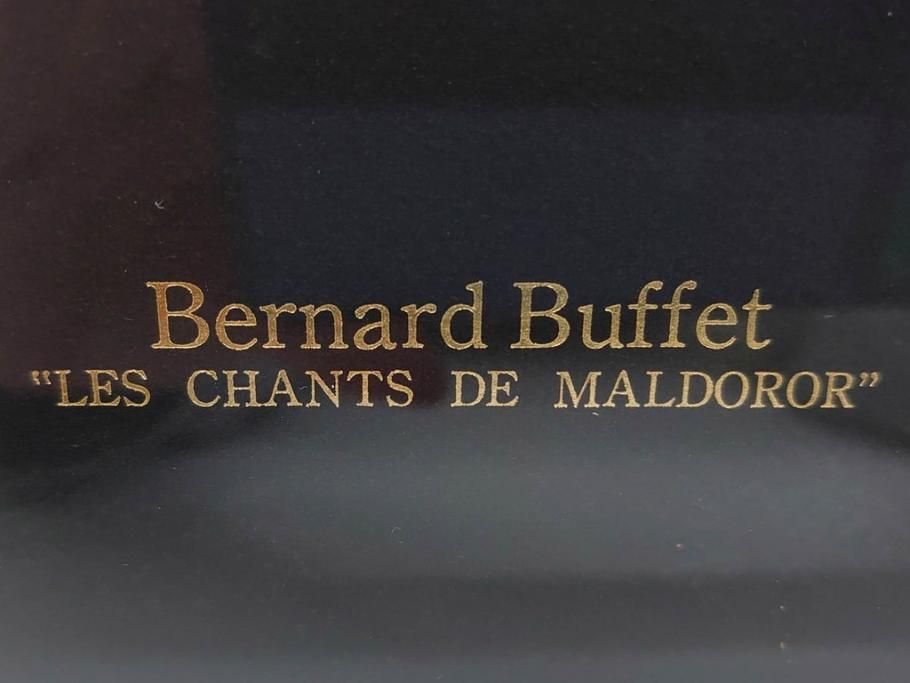 Bernard Buffet
“LES CHANTS DE MALDOROR”